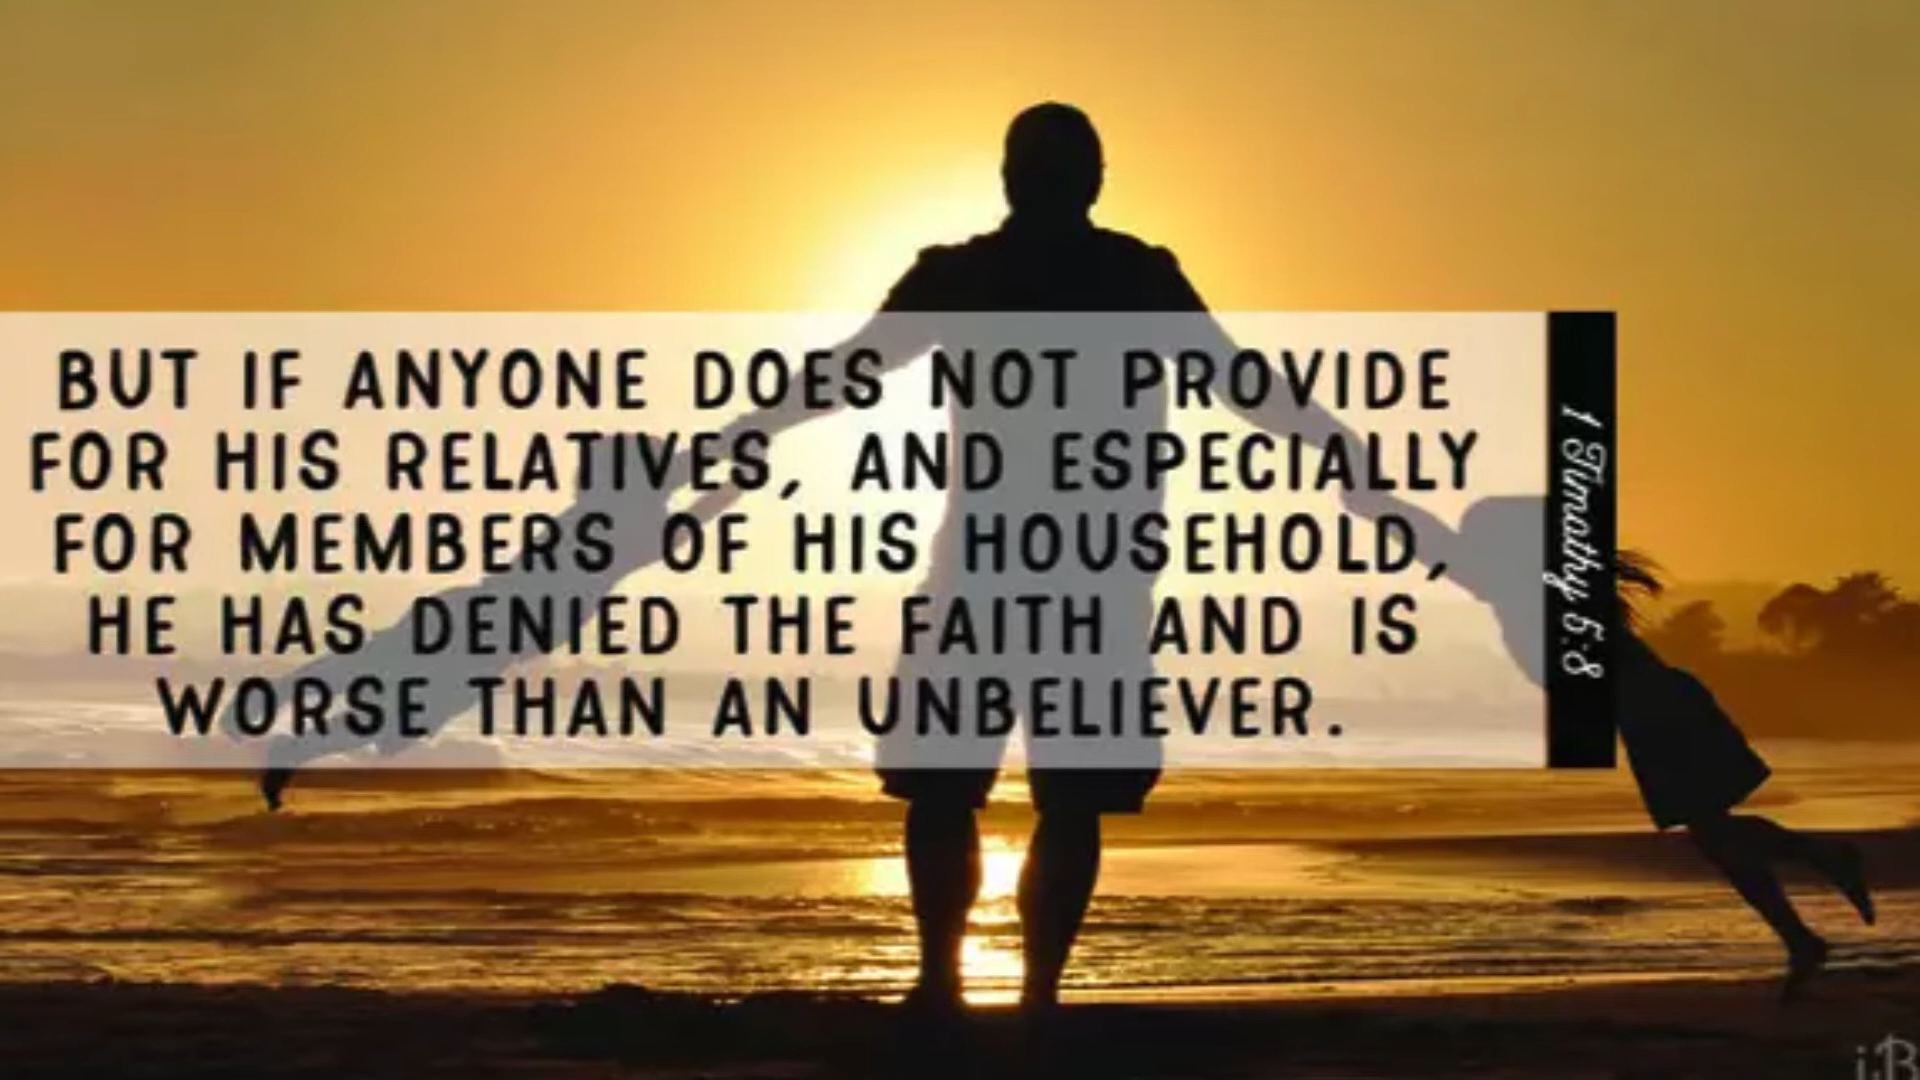 BUT IF ANYONE DOES NOT PROVIDE
FOR HIS RELATIVES, AND ESPECIALLY
FOR MEMBERS OF HIS HOUSEHOLD,
HE HAS DENIED THE FAITH AND IS
WORSE THAN AN UNBELIEVER.
1 Timothy 5:8
iB